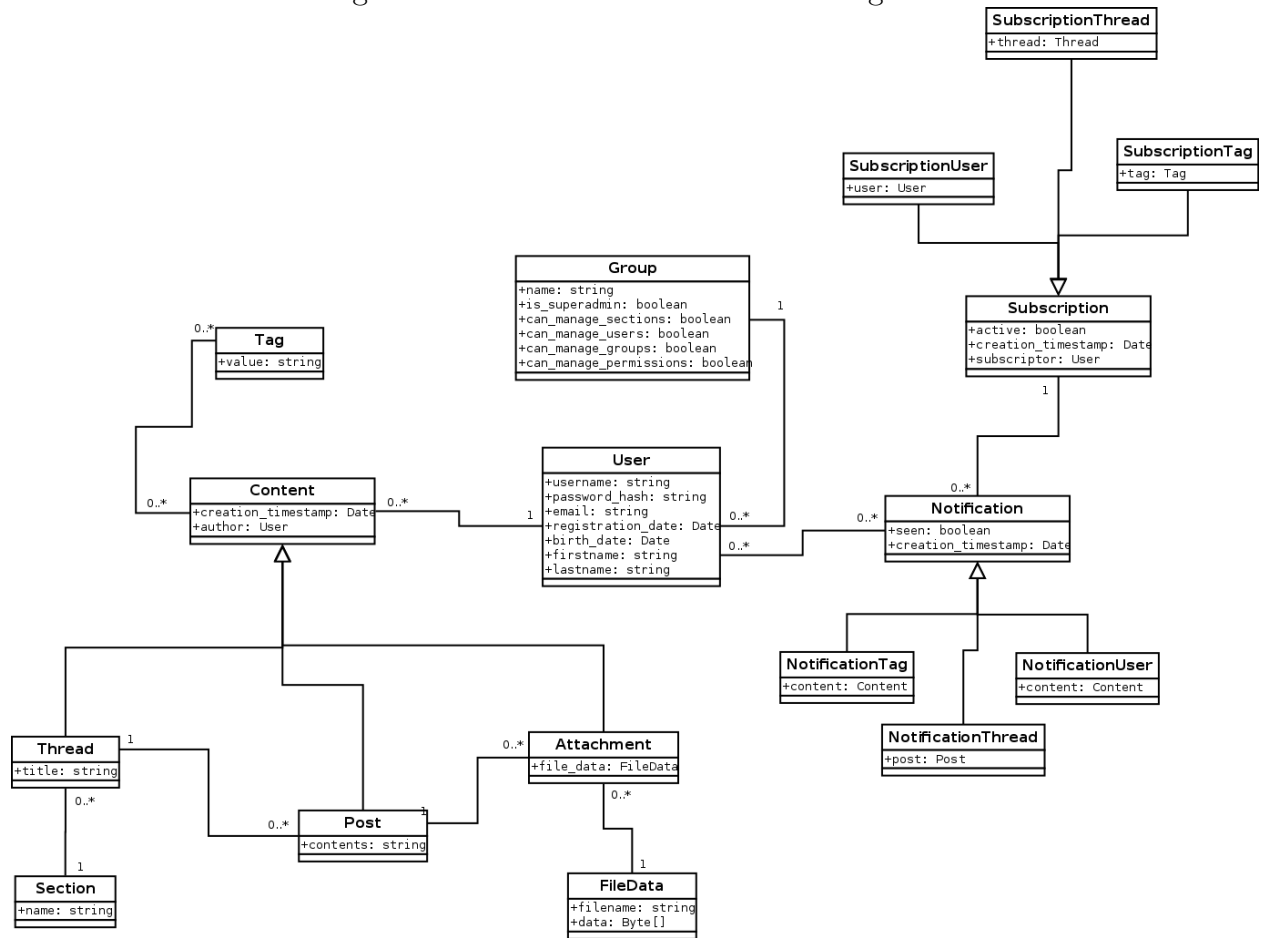 SubscriptionThread
+thread: Thread
SubscriptionUser
+user: User
SubscriptionTag
+tag: Tag
Group
+name: string
+is_superadmin: boolean
+can_manage_sections: boolean
+can_manage_users: boolean
+can_manage_groups: boolean
+can_manage_permissions: boolean
1
Subscription
+active: boolean
+creation_timestamp: Date
+subscriptor: User
1
0..*
Tag
+value: string
User
+username: string
+password_hash: string
+email: string
+registration_date: Date
+birth_date: Date
+firstname: string
+lastname: string
Content
+creation_timestamp: Date
+author: User
0..*
0..*
1
0..*
0..*
0..*
0..*
Notification
+seen: boolean
+creation_timestamp: Date
NotificationTag
+content: Content
NotificationUser
+content: Content
NotificationThread
+post: Post
Thread
+title: string
1
0..*
0..*
Attachment
+file_data: FileData
0..*
0..*
1
Post
+contents: string
1
Section
+name: string
1
FileData
+filename: string
+data: Byte[]